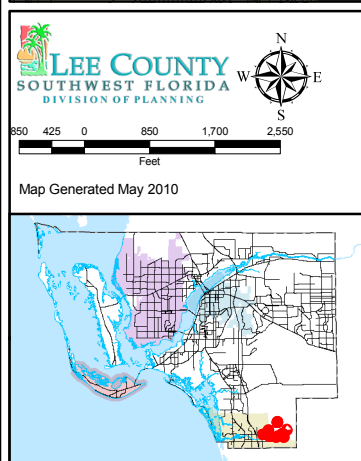 LEE COUNTY
SOUTHWEST FLORIDA
DIVISION OF PLANNING
N
W E
S
850 425 0 850 1,700 2,550
Feet
Map Generated May 2010